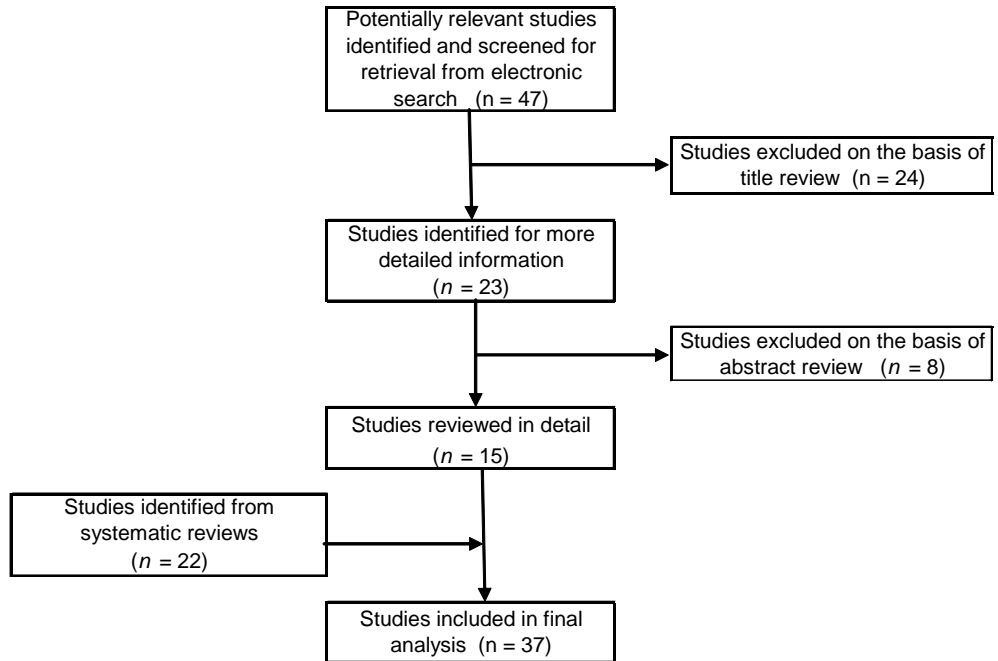 Potentially relevant studies
identified and screened for
retrieval from electronic
search (n = 47)
Studies excluded on the basis of
title review (n = 24)
Studies identified for more
detailed information
(n = 23)
Studies excluded on the basis of
abstract review (n = 8)
Studies reviewed in detail
(n = 15)
Studies identified from
systematic reviews
(n = 22)
Studies included in final
analysis (n = 37)